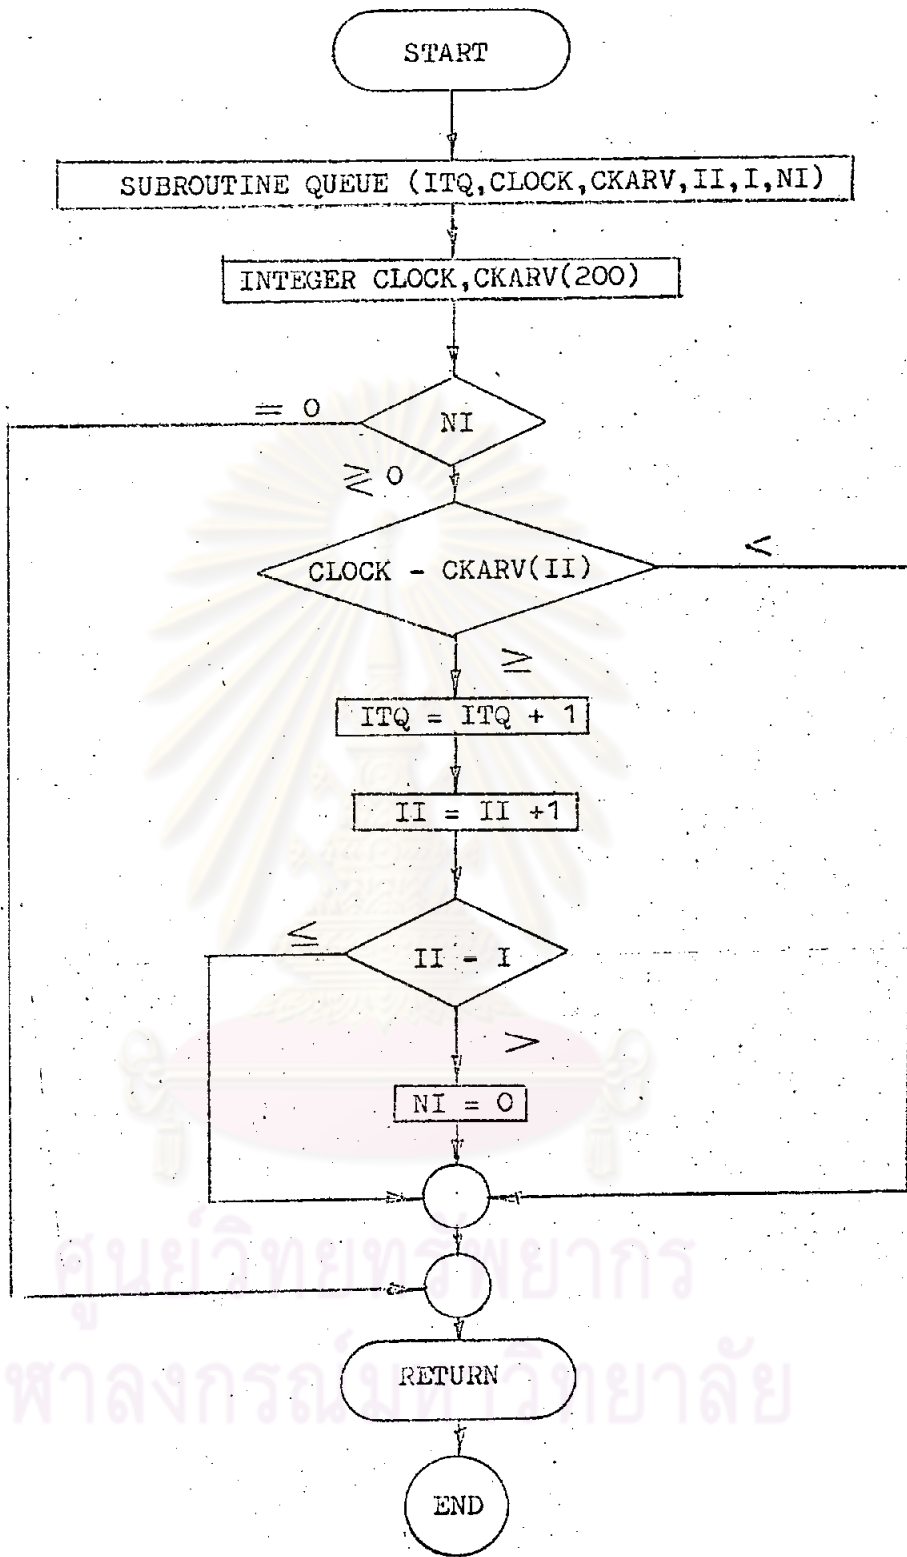 START
SUBROUTINE QUEUE (ITQ,CLOCK,CKARV,II,I,NI)
INTEGER CLOCK,CKARV(200)
= 0
NI
≧< 0
<
CLOCK - CKARV(II)
≥
ITQ = ITQ + 1
II = II +1
≤
II - I
>
NI = 0
ศูนย์วิทยทรัพยากร
RETURN
หาลงกรณ์มหาวิทยาลัย
END